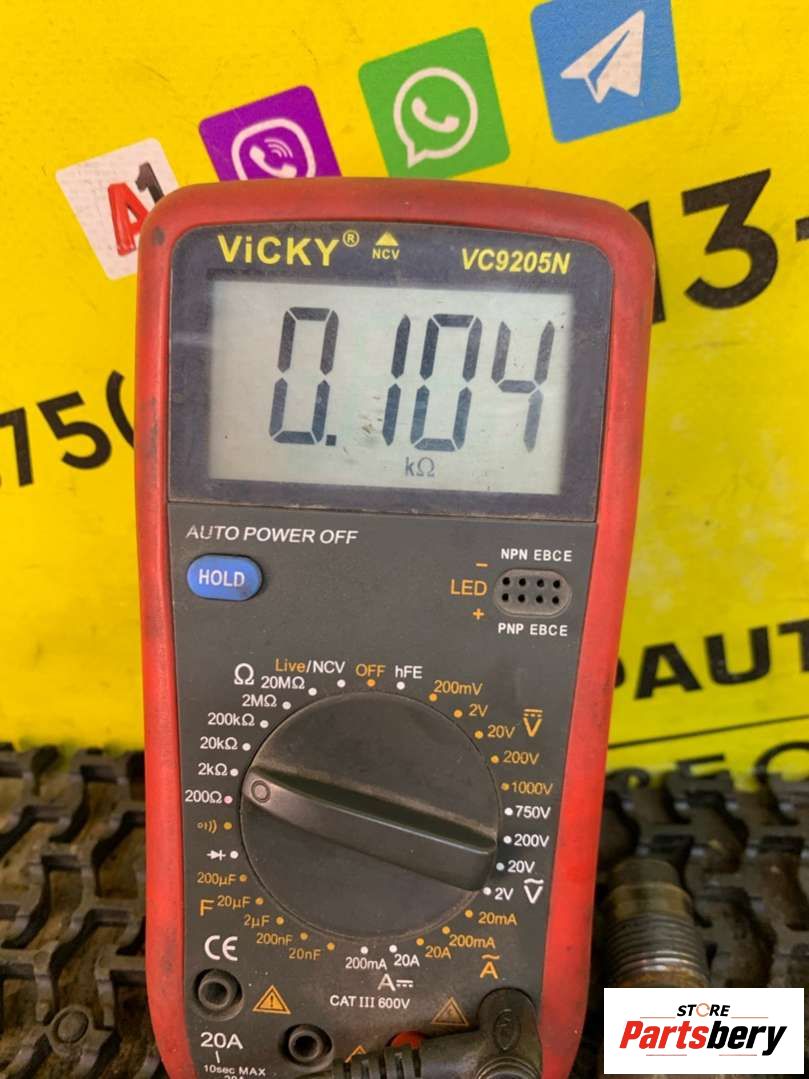 A1
13-
750
ViCKY® NCV VC9205N
0.104
kΩ
AUTO POWER OFF
HOLD
NPN EBCE
− LED +
PNP EBCE
PAUT
Ω 20MΩ Live/NCV OFF hFE 200mV
2MΩ 2V
200kΩ 20V V
20kΩ 200V
2kΩ 1000V
200Ω 750V
200V
20V
200µF 2V V
F 20µF 20mA
2µF 200mA
200nF 20A A
20nF 200mA 20A
A
CE CAT III 600V
20A
10sec MAX
STORE
Partsbery